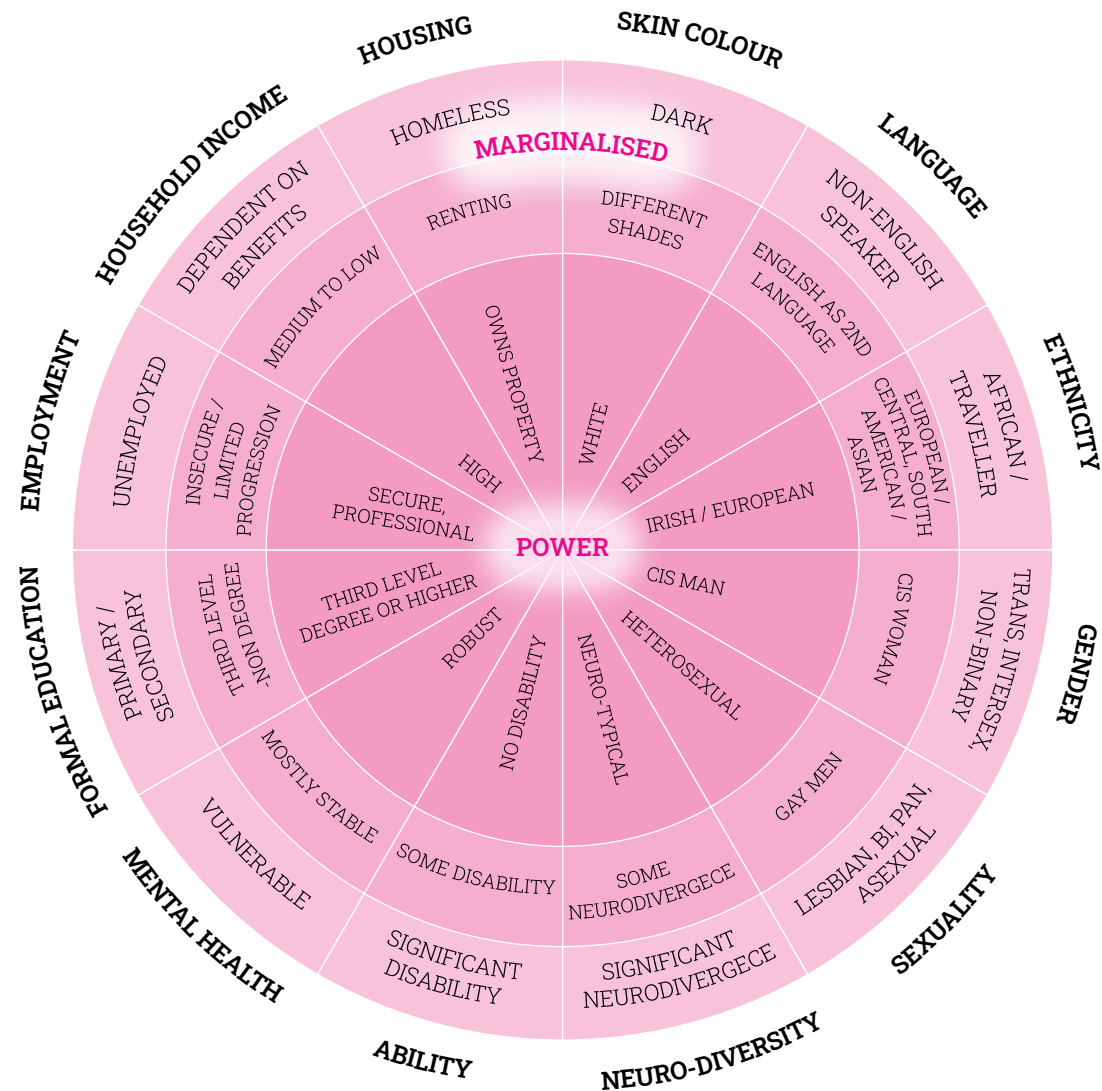 HOUSING
SKIN COLOUR
LANGUAGE
ETHNICITY
GENDER
SEXUALITY
NEURO-DIVERSITY
ABILITY
MENTAL HEALTH
FORMAL EDUCATION
EMPLOYMENT
HOUSEHOLD INCOME
MARGINALISED
POWER
HOMELESS
RENTING
OWNS PROPERTY
DARK
DIFFERENT
SHADES
WHITE
NON-ENGLISH
SPEAKER
ENGLISH AS 2ND
LANGUAGE
ENGLISH
AFRICAN /
TRAVELLER
EUROPEAN /
CENTRAL, SOUTH
AMERICAN /
ASIAN
IRISH / EUROPEAN
TRANS, INTERSEX,
NON-BINARY
CIS WOMAN
CIS MAN
LESBIAN, BI, PAN,
ASEXUAL
GAY MEN
HETEROSEXUAL
SIGNIFICANT
NEURODIVERGECE
SOME
NEURODIVERGECE
NEURO-TYPICAL
SIGNIFICANT
DISABILITY
SOME DISABILITY
NO DISABILITY
VULNERABLE
MOSTLY STABLE
ROBUST
PRIMARY /
SECONDARY
THIRD LEVEL
-NON DEGREE
THIRD LEVEL
DEGREE OR HIGHER
UNEMPLOYED
INSECURE /
LIMITED
PROGRESSION
SECURE,
PROFESSIONAL
DEPENDENT ON
BENEFITS
MEDIUM TO LOW
HIGH